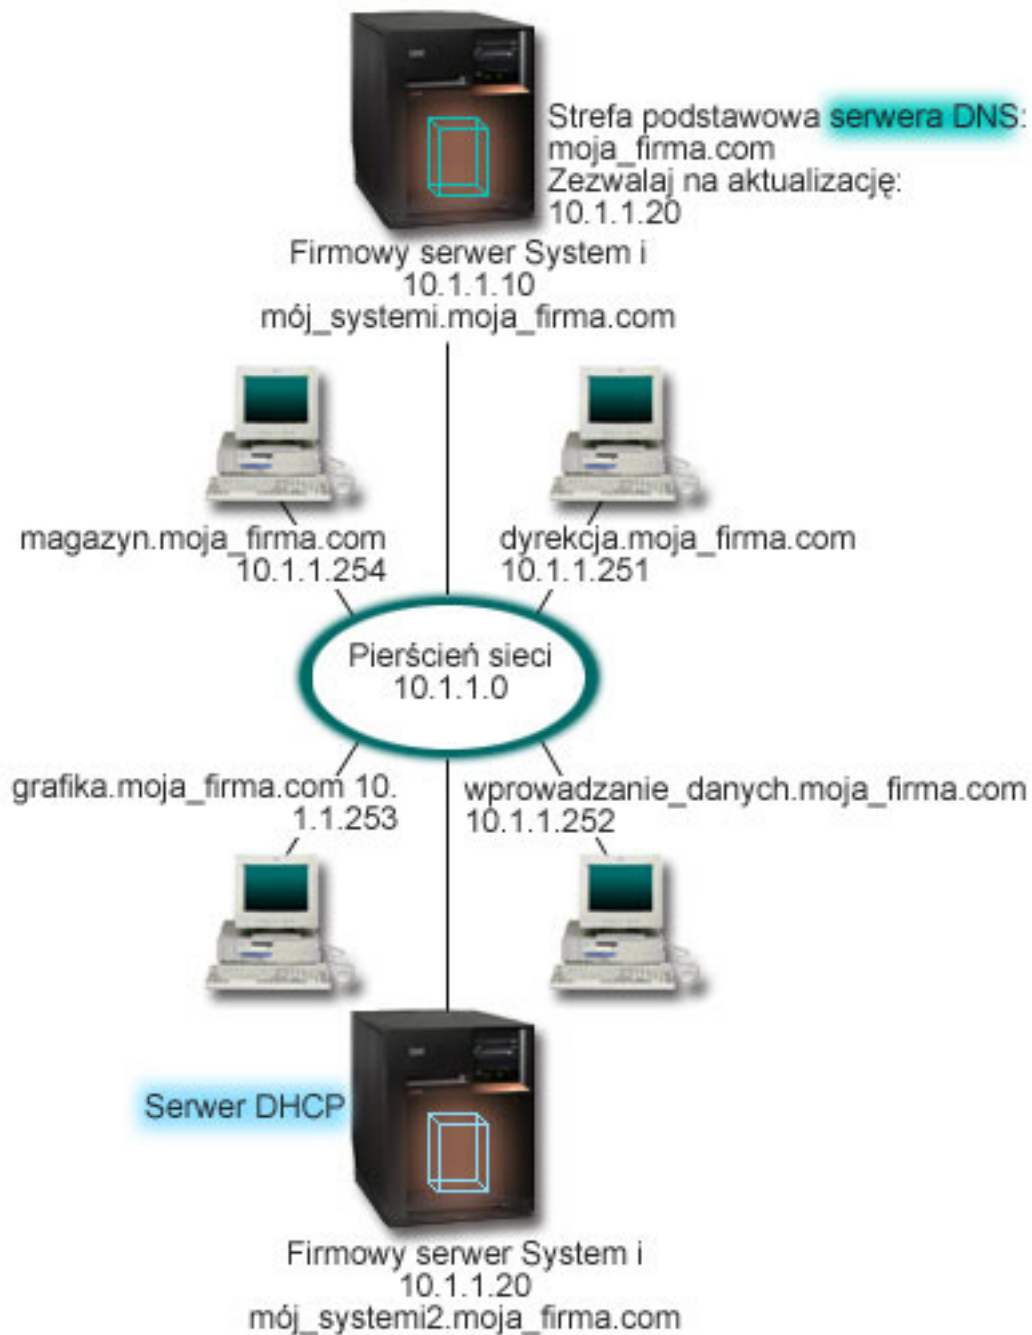 Strefa podstawowa serwera DNS:
moja_firma.com
Zezwalaj na aktualizację:
10.1.1.20
Firmowy serwer System i
10.1.1.10
mój_systemi.moja_firma.com
magazyn.moja_firma.com
10.1.1.254
dyrekcja.moja_firma.com
10.1.1.251
Pierścień sieci
10.1.1.0
grafika.moja_firma.com 10.
1.1.253
wprowadzanie_danych.moja_firma.com
10.1.1.252
Serwer DHCP
Firmowy serwer System i
10.1.1.20
mój_systemi2.moja_firma.com